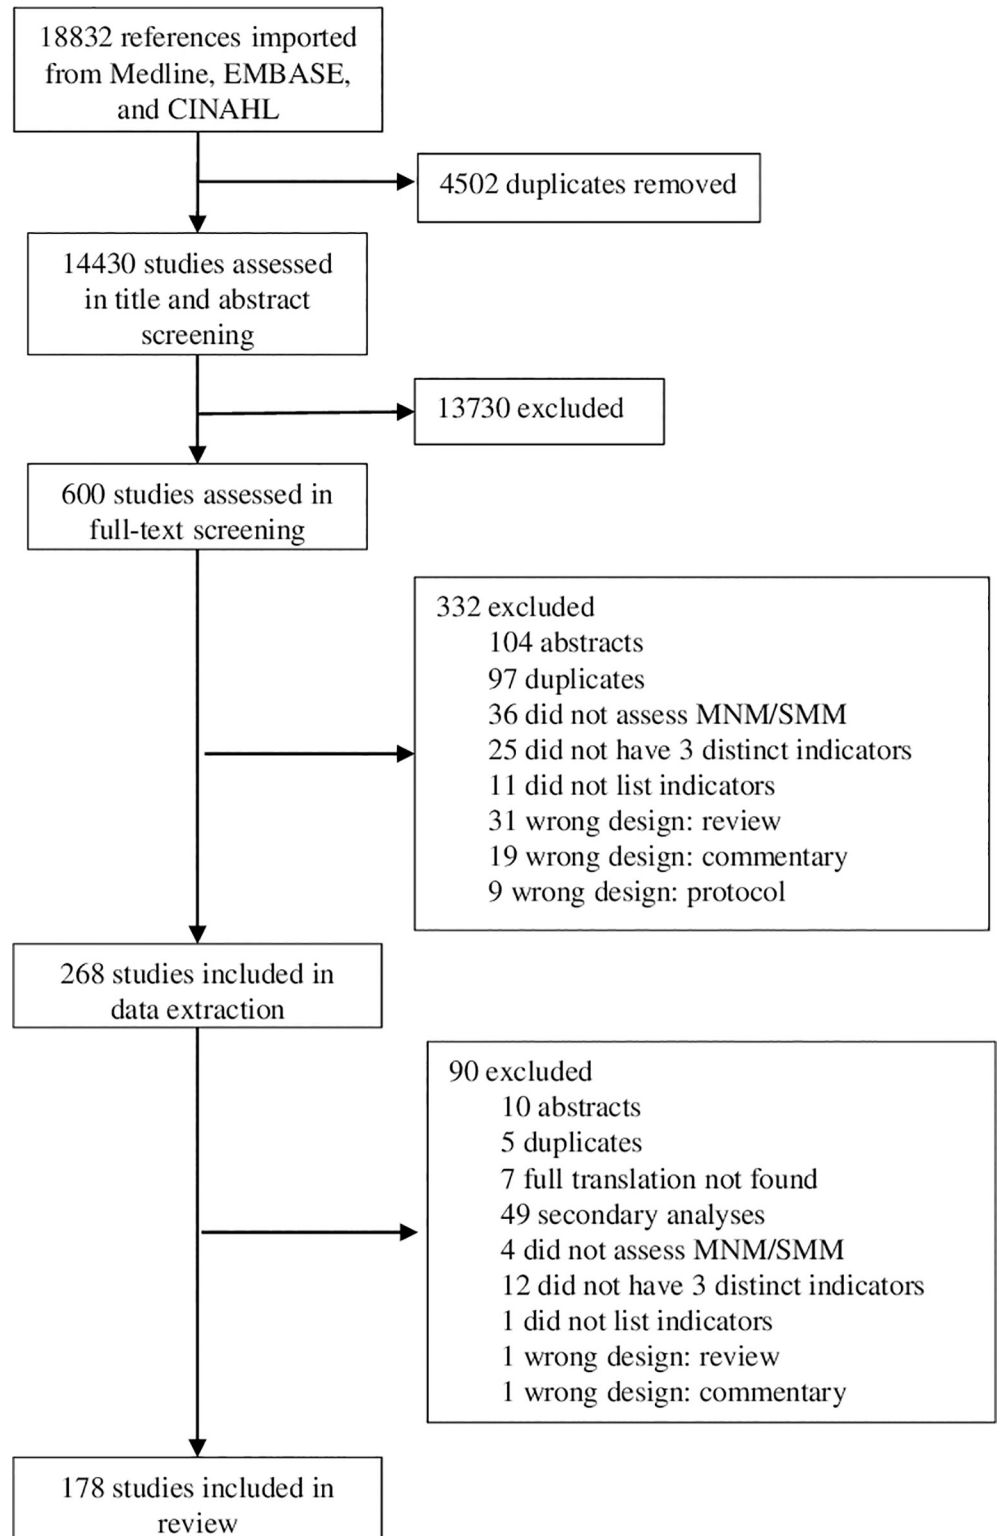 18832 references imported
from Medline, EMBASE,
and CINAHL
4502 duplicates removed
14430 studies assessed
in title and abstract
screening
13730 excluded
600 studies assessed in
full-text screening
332 excluded
104 abstracts
97 duplicates
36 did not assess MNM/SMM
25 did not have 3 distinct indicators
11 did not list indicators
31 wrong design: review
19 wrong design: commentary
9 wrong design: protocol
268 studies included in
data extraction
90 excluded
10 abstracts
5 duplicates
7 full translation not found
49 secondary analyses
4 did not assess MNM/SMM
12 did not have 3 distinct indicators
1 did not list indicators
1 wrong design: review
1 wrong design: commentary
178 studies included in
review